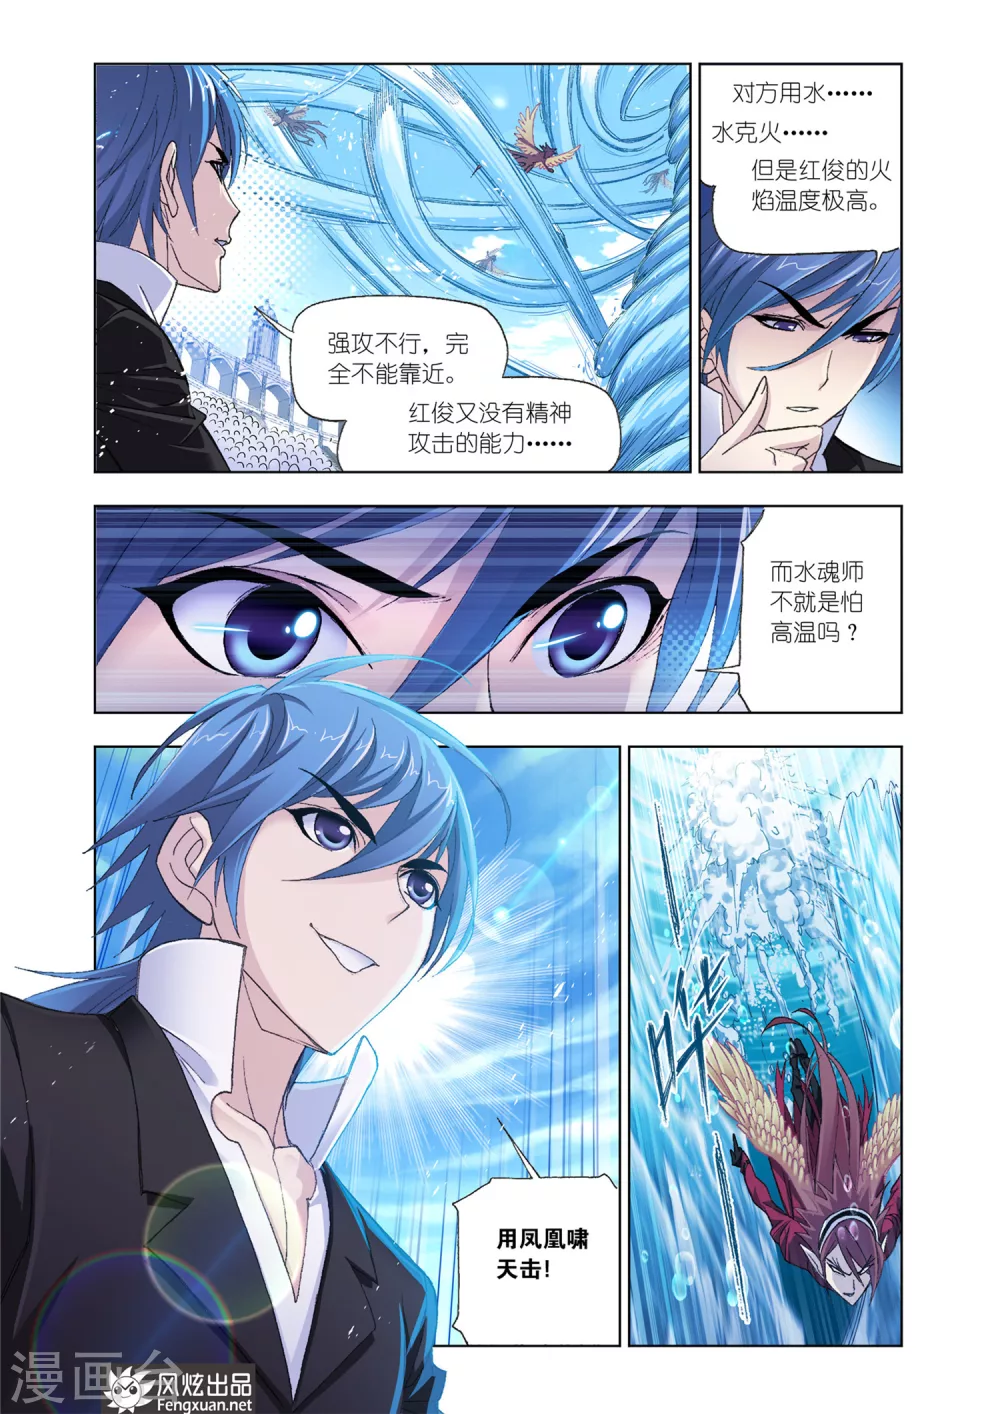 强攻不行，完
全不能靠近。
红俊又没有精神
攻击的能力……
对方用水……
水克火……
但是红俊的火
焰温度极高。
而水魂师
不就是怕
高温吗？
哗
用凤凰啸
天击！
漫画台
风炫出品
Fengxuan.net